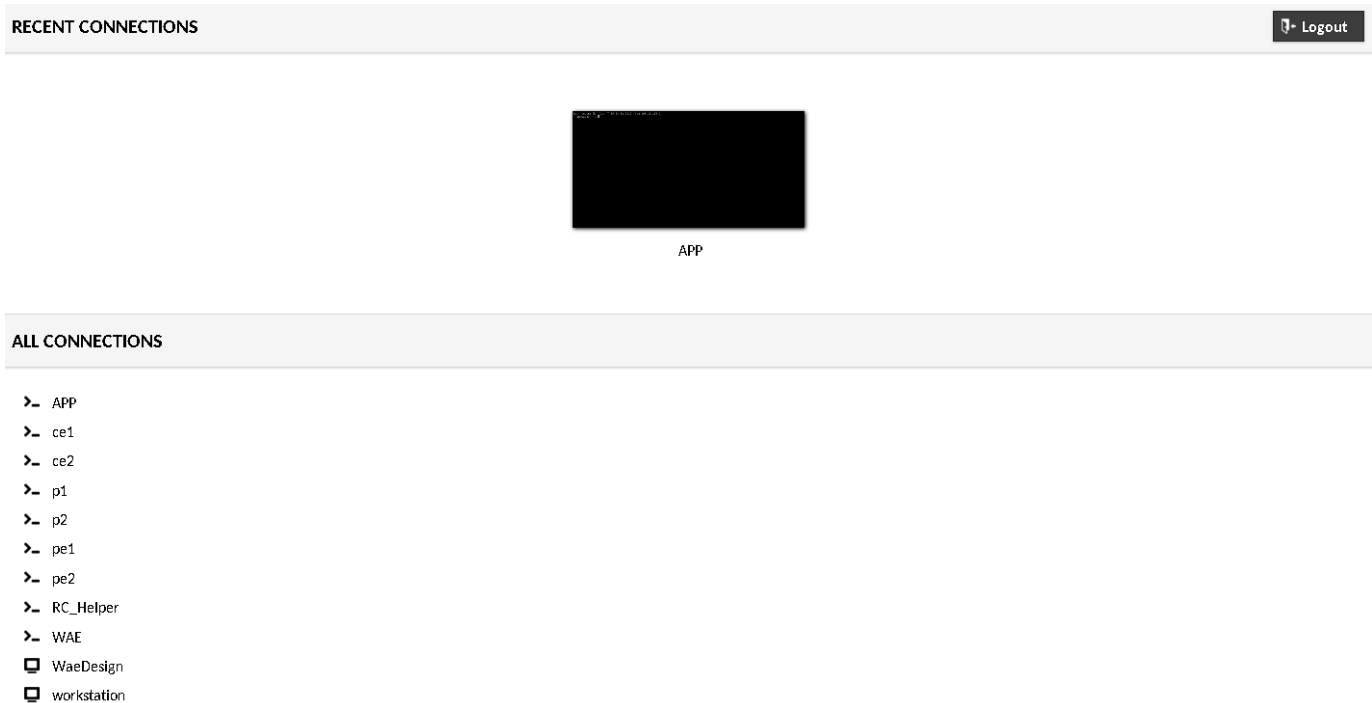 RECENT CONNECTIONS
Logout
APP
ALL CONNECTIONS
APP
ce1
ce2
p1
p2
pe1
pe2
RC_Helper
WAE
WaeDesign
workstation